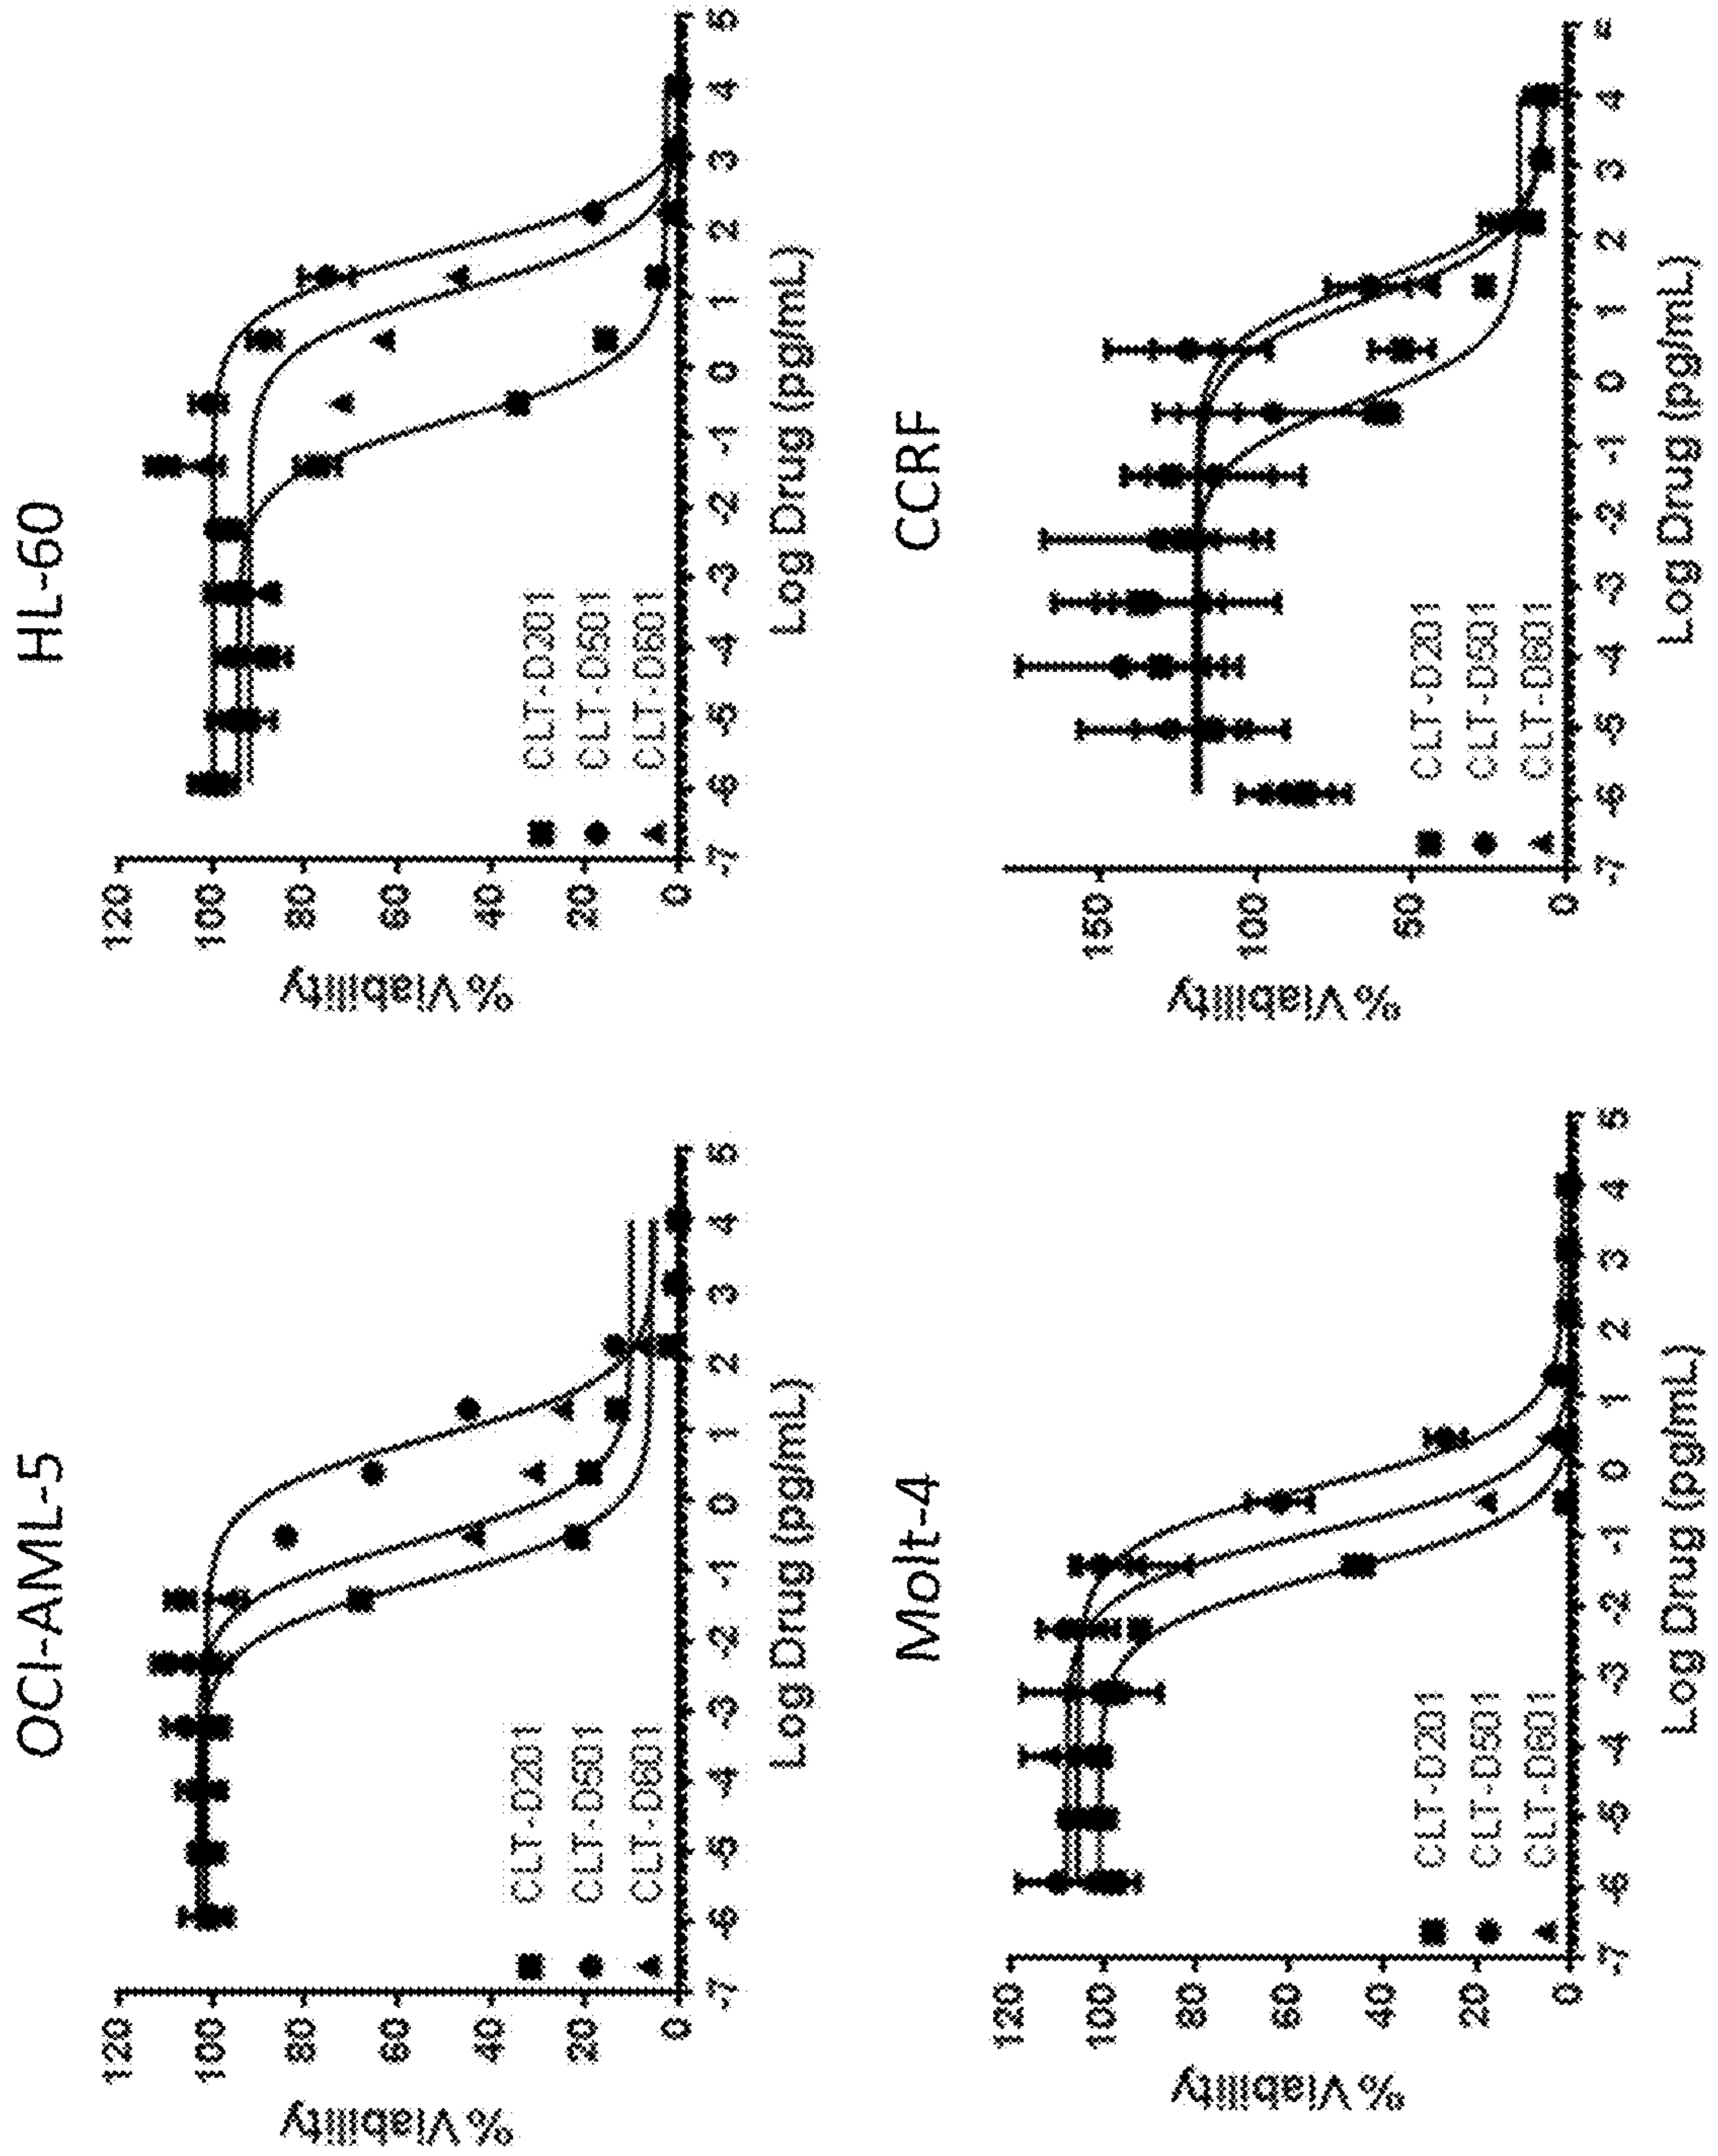 OCI-AML-5
% Viability
120
100
80
60
40
20
0
CLT-D201
CLT-D501
CLT-D601
-7 -6 -5 -4 -3 -2 -1 0 1 2 3 4 5
Log Drug (pg/mL)
HL-60
% Viability
120
100
80
60
40
20
0
CLT-D201
CLT-D501
CLT-D601
-7 -6 -5 -4 -3 -2 -1 0 1 2 3 4 5
Log Drug (pg/mL)
Molt-4
% Viability
120
100
80
60
40
20
0
CLT-D201
CLT-D501
CLT-D601
-7 -6 -5 -4 -3 -2 -1 0 1 2 3 4 5
Log Drug (pg/mL)
CCRF
% Viability
150
100
50
0
CLT-D201
CLT-D501
CLT-D601
-7 -6 -5 -4 -3 -2 -1 0 1 2 3 4
Log Drug (pg/mL)